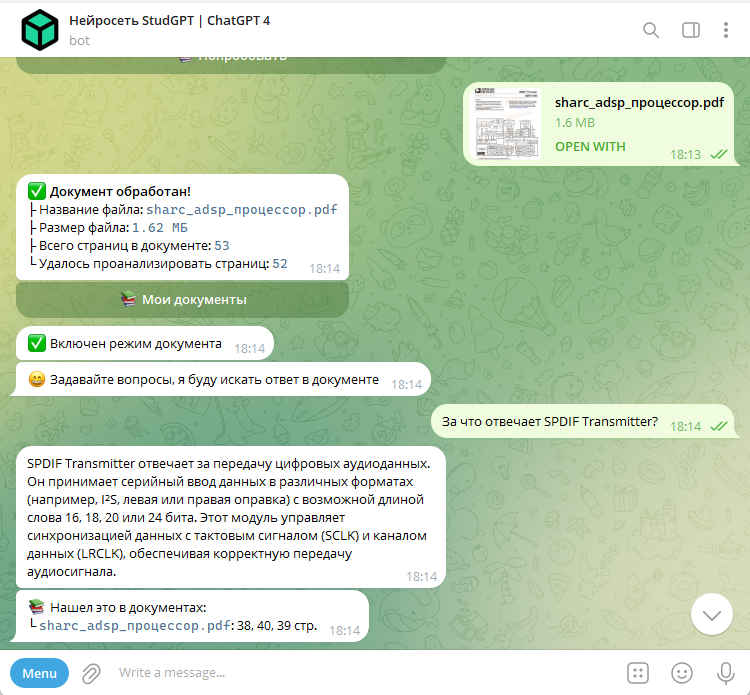 Нейросеть StudGPT | ChatGPT 4
bot
Попробовать
sharc_adsp_процессор.pdf
1.6 MB
OPEN WITH
18:13
Документ обработан!
├ Название файла: sharc_adsp_процессор.pdf
├ Размер файла: 1.62 МБ
├ Всего страниц в документе: 53
└ Удалось проанализировать страниц: 52
18:14
Мои документы
Включен режим документа 18:14
Задавайте вопросы, я буду искать ответ в документе 18:14
За что отвечает SPDIF Transmitter? 18:14
SPDIF Transmitter отвечает за передачу цифровых аудиоданных.
Он принимает серийный ввод данных в различных форматах
(например, I²S, левая или правая оправка) с возможной длиной
слова 16, 18, 20 или 24 бита. Этот модуль управляет
синхронизацией данных с тактовым сигналом (SCLK) и каналом
данных (LRCLK), обеспечивая корректную передачу
аудиосигнала.
18:14
Нашел это в документах:
└ sharc_adsp_процессор.pdf: 38, 40, 39 стр. 18:14
Menu
Write a message...